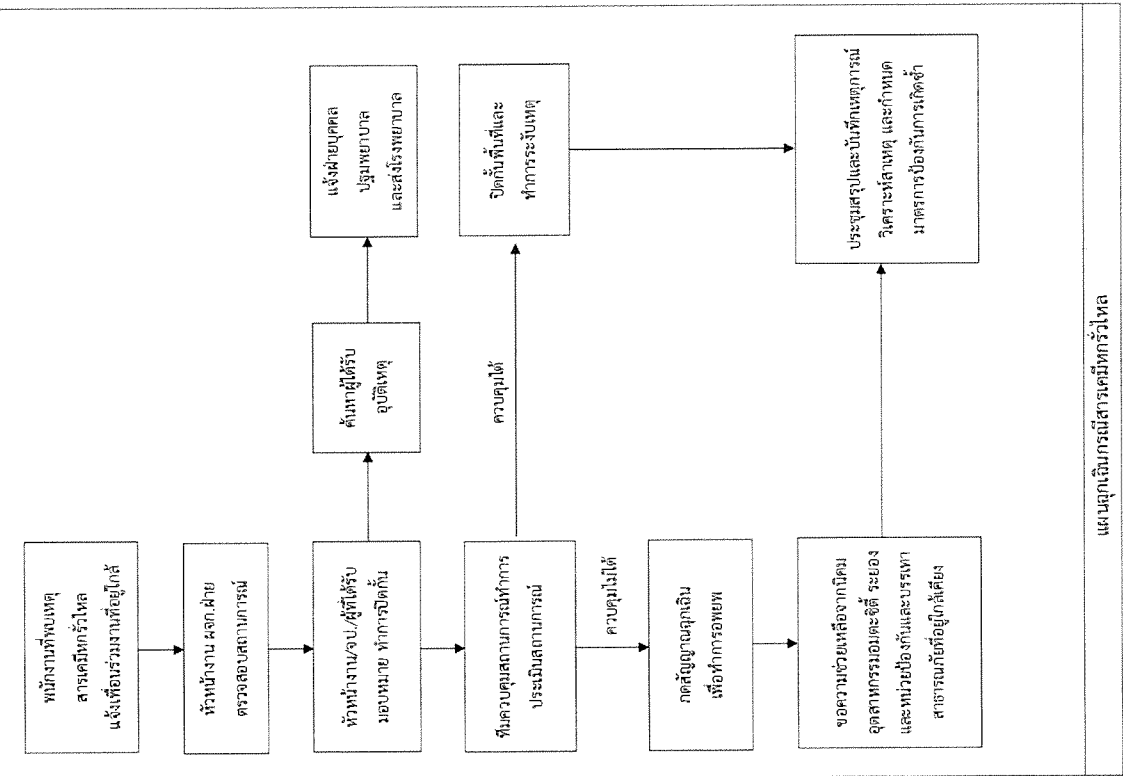 พนักงานที่พบเหตุ
สารเคมีหกรั่วไหล
แจ้งเพื่อนร่วมงานที่อยู่ใกล้
หัวหน้างาน ผจก.ฝ่าย
ตรวจสอบสถานการณ์
หัวหน้างาน/จป./ผู้ที่ได้รับ
มอบหมาย ทำการปิดกั้น
ค้นหาผู้ได้รับ
อุบัติเหตุ
แจ้งฝ่ายบุคคล
ปฐมพยาบาล
และส่งโรงพยาบาล
ทีมควบคุมสถานการณ์ทำการ
ประเมินสถานการณ์
ควบคุมได้
ปิดกั้นพื้นที่และ
ทำการระงับเหตุ
ควบคุมไม่ได้
กดสัญญาณฉุกเฉิน
เพื่อทำการอพยพ
ขอความช่วยเหลือจากนิคม
อุตสาหกรรมอมตะซิตี้ ระยอง
และหน่วยป้องกันและบรรเทา
สาธารณภัยที่อยู่ใกล้เคียง
ประชุมสรุปและบันทึกเหตุการณ์
วิเคราะห์สาเหตุ และกำหนด
มาตรการป้องกันการเกิดซ้ำ
แผนฉุกเฉินกรณีสารเคมีหกรั่วไหล